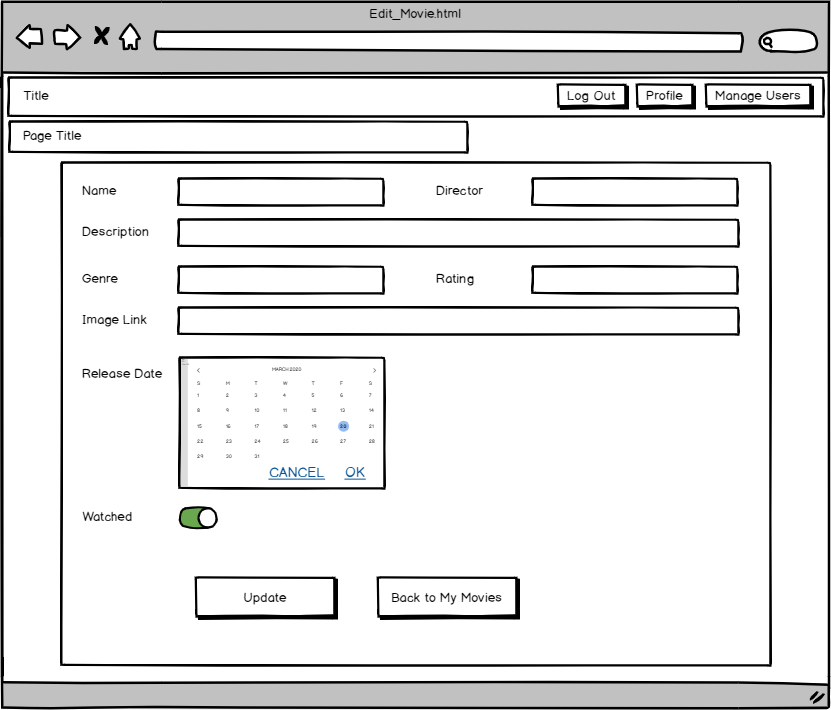 Edit_Movie.html
Title Log Out Profile Manage Users
Page Title
Name Director
Description
Genre Rating
Image Link
Release Date
< MARCH 2020 >
S M T W T F S
1 2 3 4 5 6 7
8 9 10 11 12 13 14
15 16 17 18 19 20 21
22 23 24 25 26 27 28
29 30 31
CANCEL OK
Watched
Update Back to My Movies